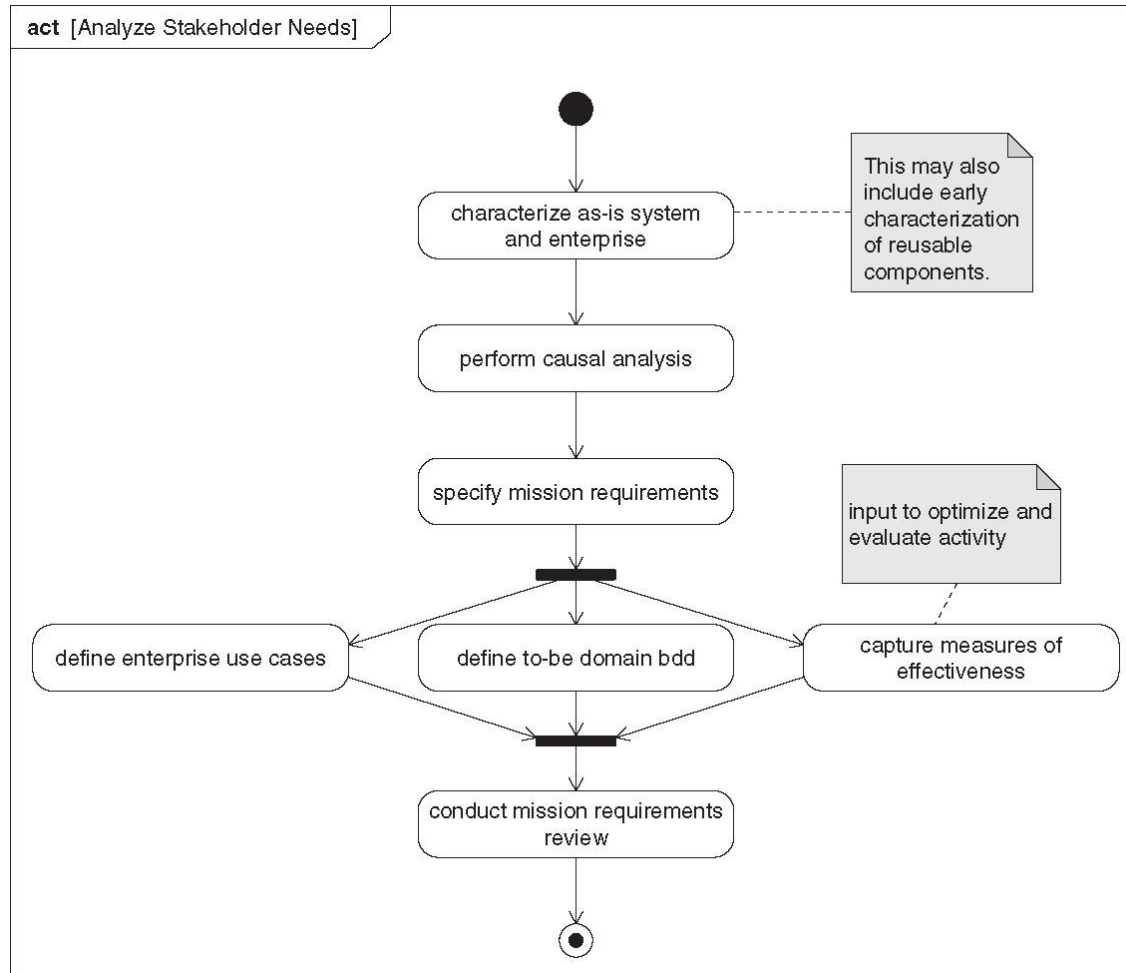 act [Analyze Stakeholder Needs]
This may also
include early
characterization
of reusable
components.
characterize as-is system
and enterprise
perform causal analysis
specify mission requirements
input to optimize and
evaluate activity
define enterprise use cases
define to-be domain bdd
capture measures of
effectiveness
conduct mission requirements
review